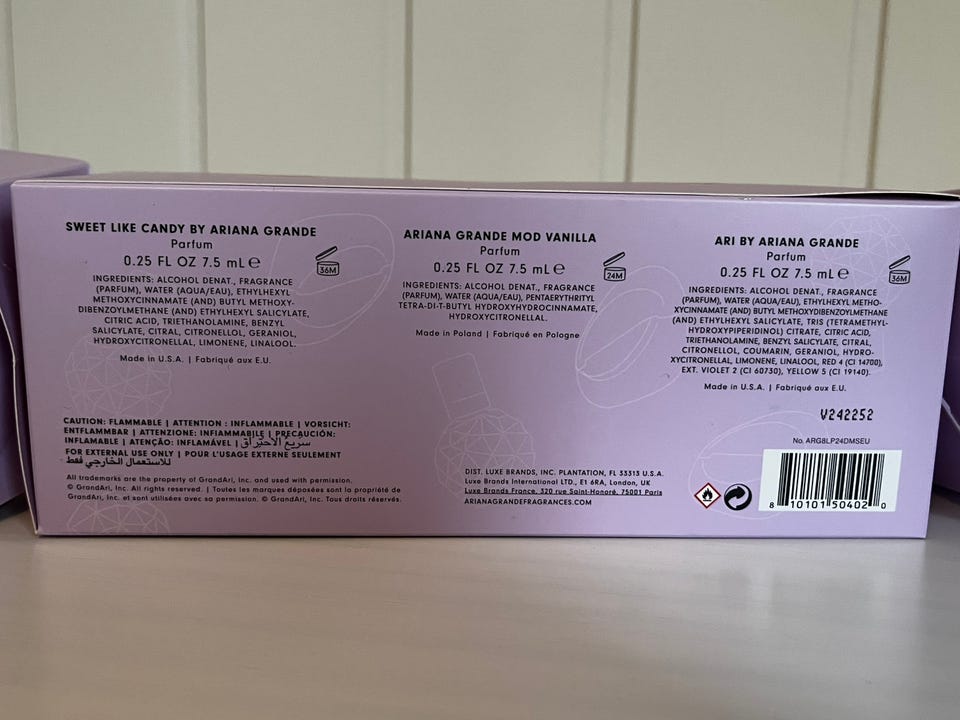 SWEET LIKE CANDY BY ARIANA GRANDE
Parfum
0.25 FL OZ 7.5 mL ℮
36M
INGREDIENTS: ALCOHOL DENAT., FRAGRANCE
(PARFUM), WATER (AQUA/EAU), ETHYLHEXYL
METHOXYCINNAMATE (AND) BUTYL METHOXY-
DIBENZOYLMETHANE (AND) ETHYLHEXYL SALICYLATE,
CITRIC ACID, TRIETHANOLAMINE, BENZYL
SALICYLATE, CITRAL, CITRONELLOL, GERANIOL,
HYDROXYCITRONELLAL, LIMONENE, LINALOOL.
Made in U.S.A. | Fabriqué aux E.U.
ARIANA GRANDE MOD VANILLA
Parfum
0.25 FL OZ 7.5 mL ℮
24M
INGREDIENTS: ALCOHOL DENAT., FRAGRANCE
(PARFUM), WATER (AQUA/EAU), PENTAERYTHRITYL
TETRA-DI-T-BUTYL HYDROXYHYDROCINNAMATE,
HYDROXYCITRONELLAL.
Made in Poland | Fabriqué en Pologne
ARI BY ARIANA GRANDE
Parfum
0.25 FL OZ 7.5 mL ℮
36M
INGREDIENTS: ALCOHOL DENAT., FRAGRANCE
(PARFUM), WATER (AQUA/EAU), ETHYLHEXYL METHO-
XYCINNAMATE (AND) BUTYL METHOXYDIBENZOYLMETHANE
(AND) ETHYLHEXYL SALICYLATE, TRIS (TETRAMETHYL-
HYDROXYPIPERIDINOL) CITRATE, CITRIC ACID,
TRIETHANOLAMINE, BENZYL SALICYLATE, CITRAL,
CITRONELLOL, COUMARIN, GERANIOL, HYDRO-
XYCITRONELLAL, LIMONENE, LINALOOL, RED 4 (CI 14700),
EXT. VIOLET 2 (CI 60730), YELLOW 5 (CI 19140).
Made in U.S.A. | Fabriqué aux E.U.
CAUTION: FLAMMABLE | ATTENTION : INFLAMMABLE | VORSICHT:
ENTFLAMMBAR | ATTENZIONE: INFIAMMABILE | PRECAUCIÓN:
INFLAMABLE | ATENÇÃO: INFLAMÁVEL | سريع الاحتراق
FOR EXTERNAL USE ONLY | POUR L'USAGE EXTERNE SEULEMENT
للاستعمال الخارجي فقط
All trademarks are the property of GrandAri, Inc. and used with permission.
© GrandAri, Inc. All rights reserved. | Toutes les marques déposées sont la propriété de
GrandAri, Inc. et sont utilisées avec sa permission. © GrandAri, Inc. Tous droits réservés.
DIST. LUXE BRANDS, INC. PLANTATION, FL 33313 U.S.A.
Luxe Brands International LTD., E1 6RA, London, UK
Luxe Brands France, 320 rue Saint-Honoré, 75001 Paris
ARIANAGRANDEFRAGRANCES.COM
V242252
No. ARG8LP24DMSEU
8 10101 50402 0